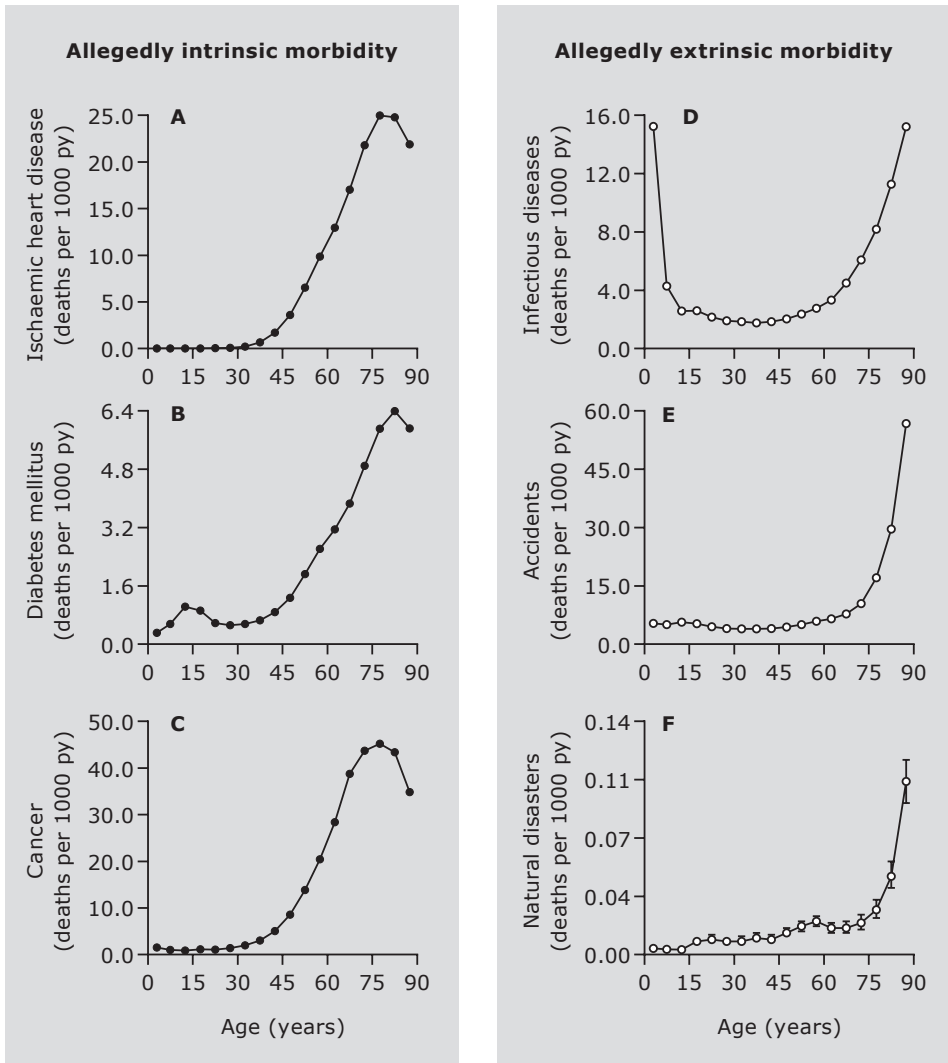 Allegedly intrinsic morbidity
A
Ischaemic heart disease
(deaths per 1000 py)
25.0
20.0
15.0
10.0
5.0
0.0
0 15 30 45 60 75 90
B
Diabetes mellitus
(deaths per 1000 py)
6.4
4.8
3.2
1.6
0.0
0 15 30 45 60 75 90
C
Cancer
(deaths per 1000 py)
50.0
40.0
30.0
20.0
10.0
0.0
0 15 30 45 60 75 90
Age (years)
Allegedly extrinsic morbidity
D
Infectious diseases
(deaths per 1000 py)
16.0
12.0
8.0
4.0
0.0
0 15 30 45 60 75 90
E
Accidents
(deaths per 1000 py)
60.0
45.0
30.0
15.0
0.0
0 15 30 45 60 75 90
F
Natural disasters
(deaths per 1000 py)
0.14
0.11
0.07
0.04
0.00
0 15 30 45 60 75 90
Age (years)